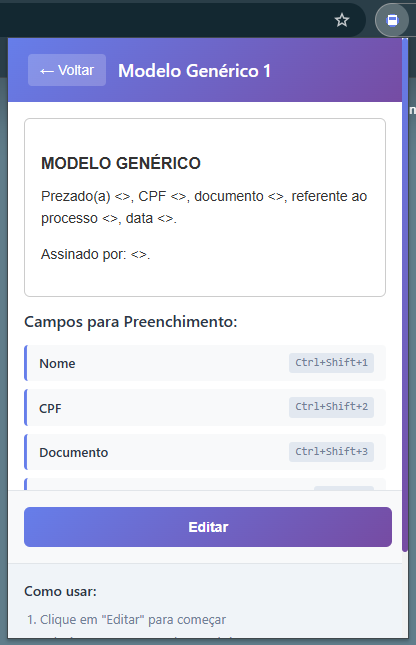 ← Voltar
Modelo Genérico 1
MODELO GENÉRICO
Prezado(a) <>, CPF <>, documento <>, referente ao
processo <>, data <>.
Assinado por: <>.
Campos para Preenchimento:
Nome
Ctrl+Shift+1
CPF
Ctrl+Shift+2
Documento
Ctrl+Shift+3
Editar
Como usar:
1. Clique em "Editar" para começar